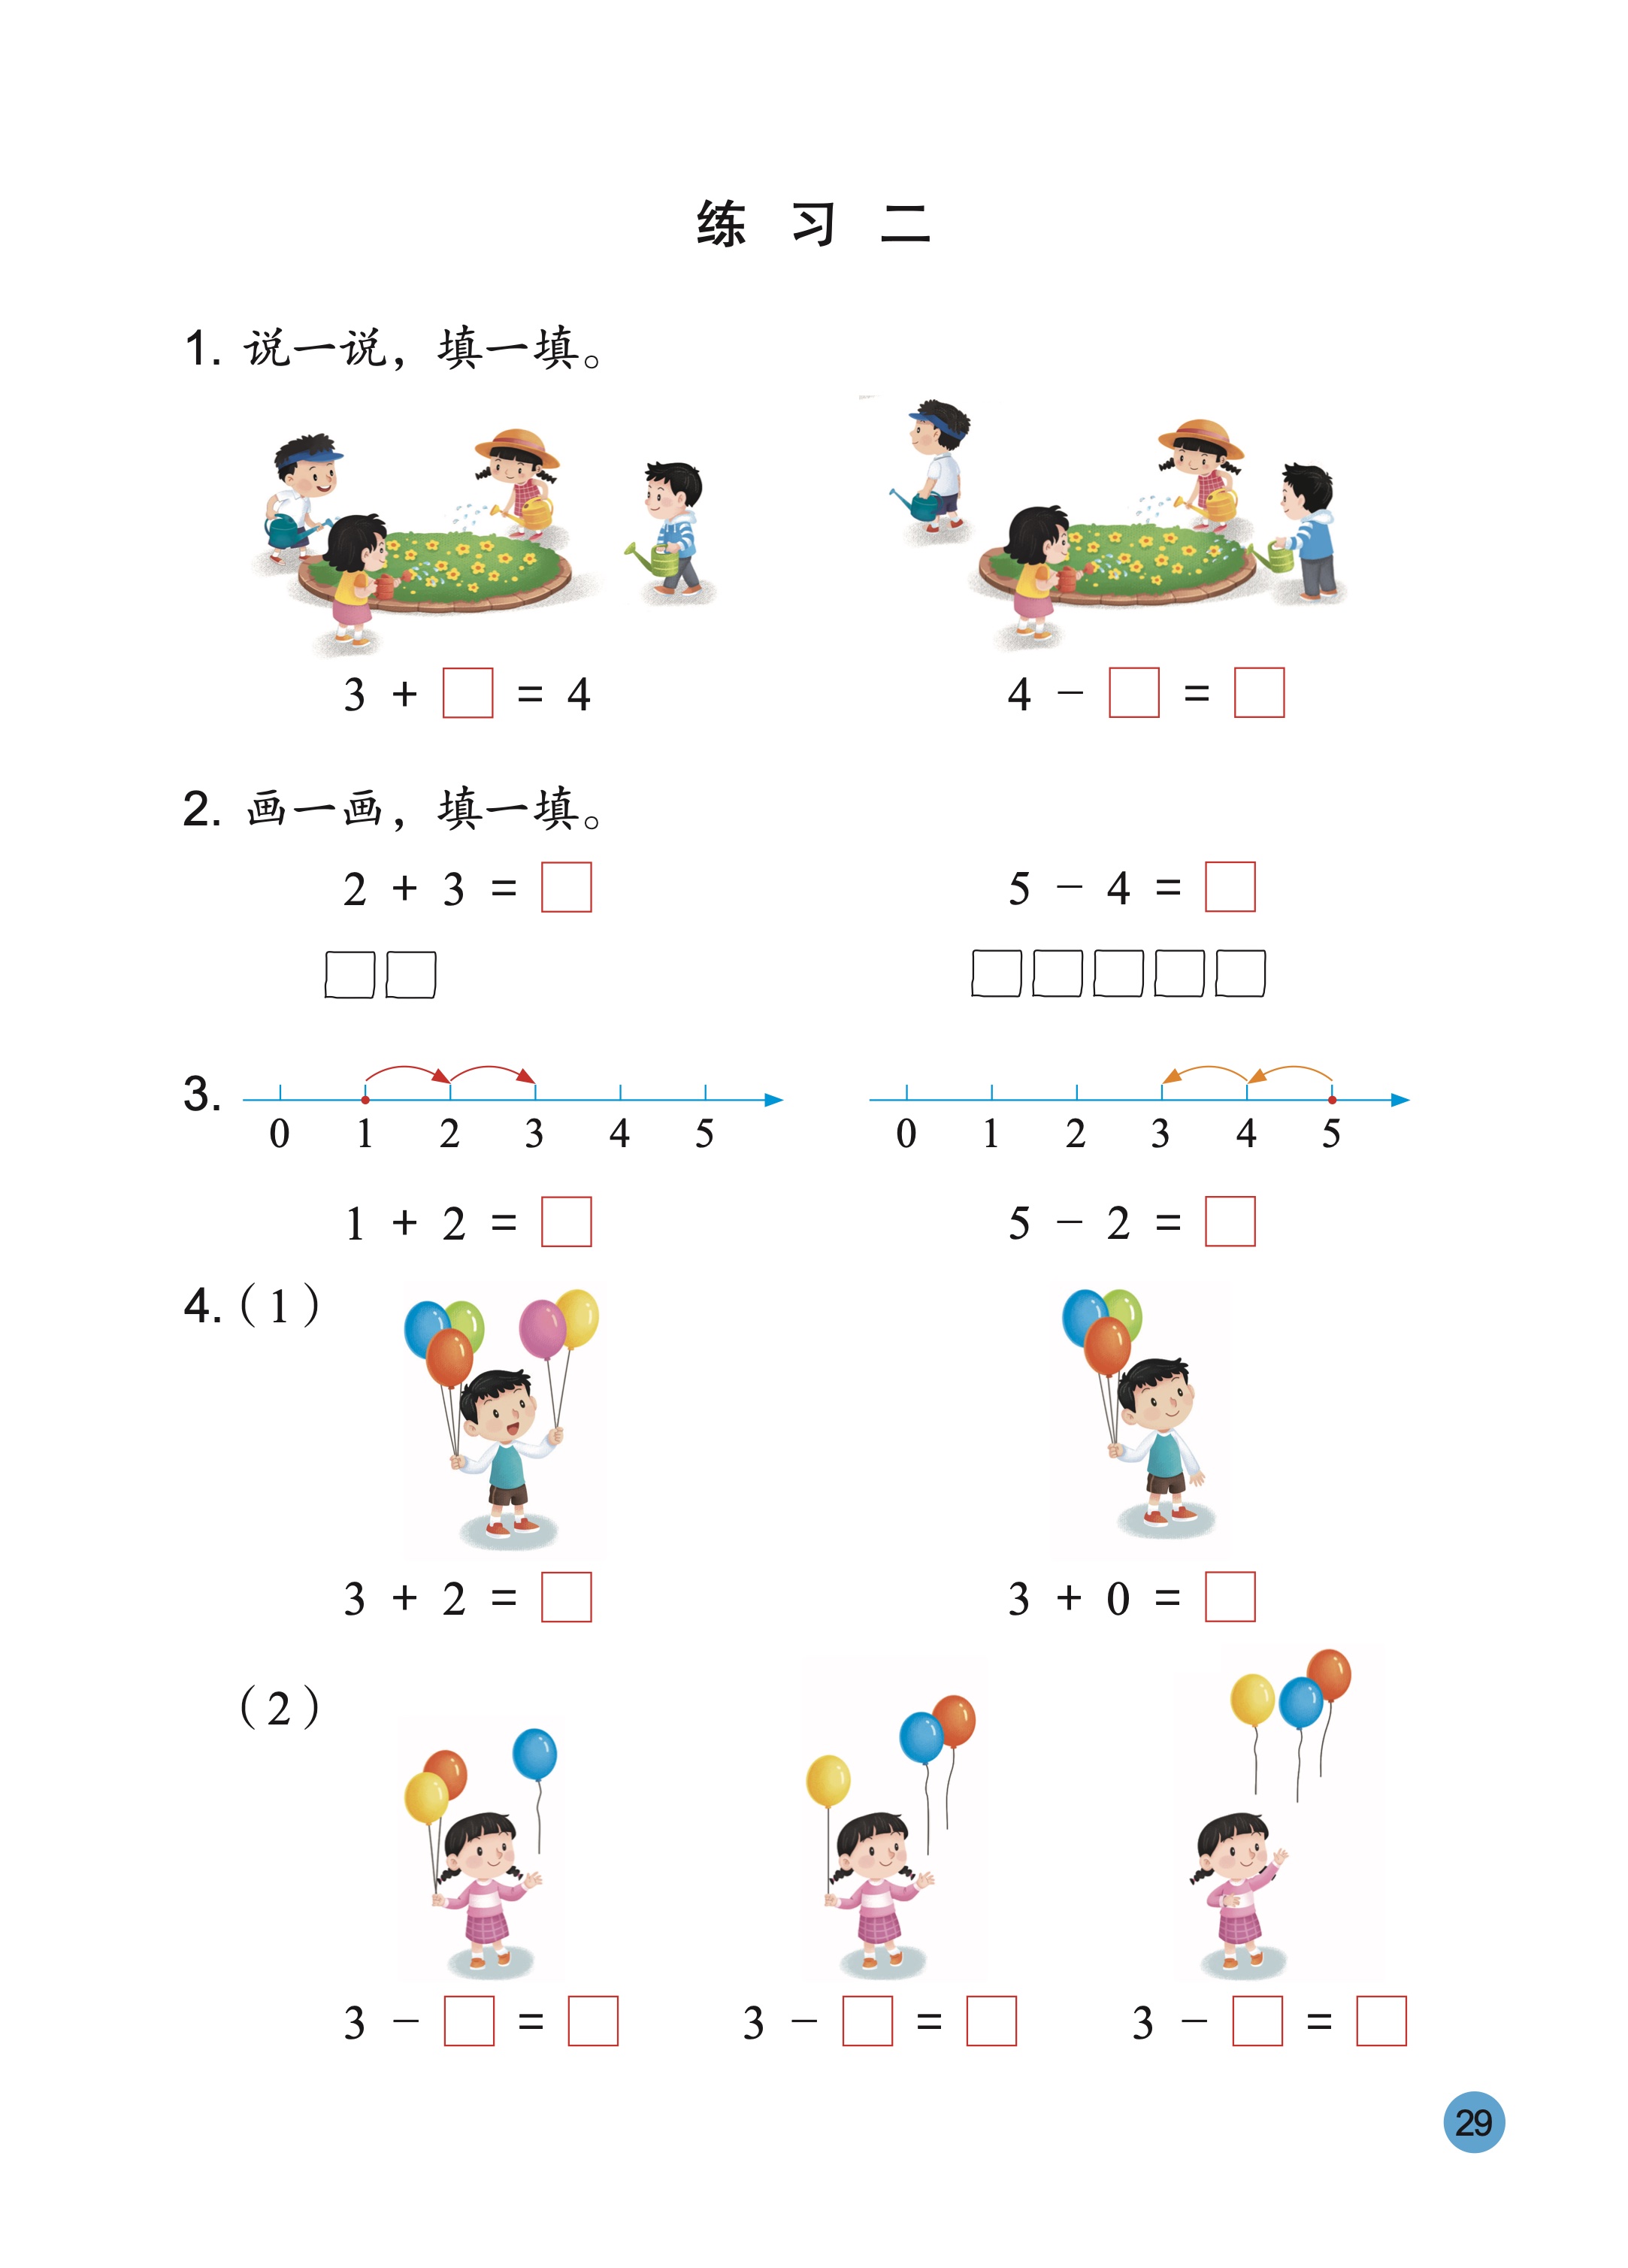 练 习 二
1. 说一说，填一填。
3 + □ = 4
4 − □ = □
2. 画一画，填一填。
2 + 3 = □
5 − 4 = □
3.
0 1 2 3 4 5
0 1 2 3 4 5
1 + 2 = □
5 − 2 = □
4.（1）
3 + 2 = □
3 + 0 = □
（2）
3 − □ = □
3 − □ = □
3 − □ = □
29